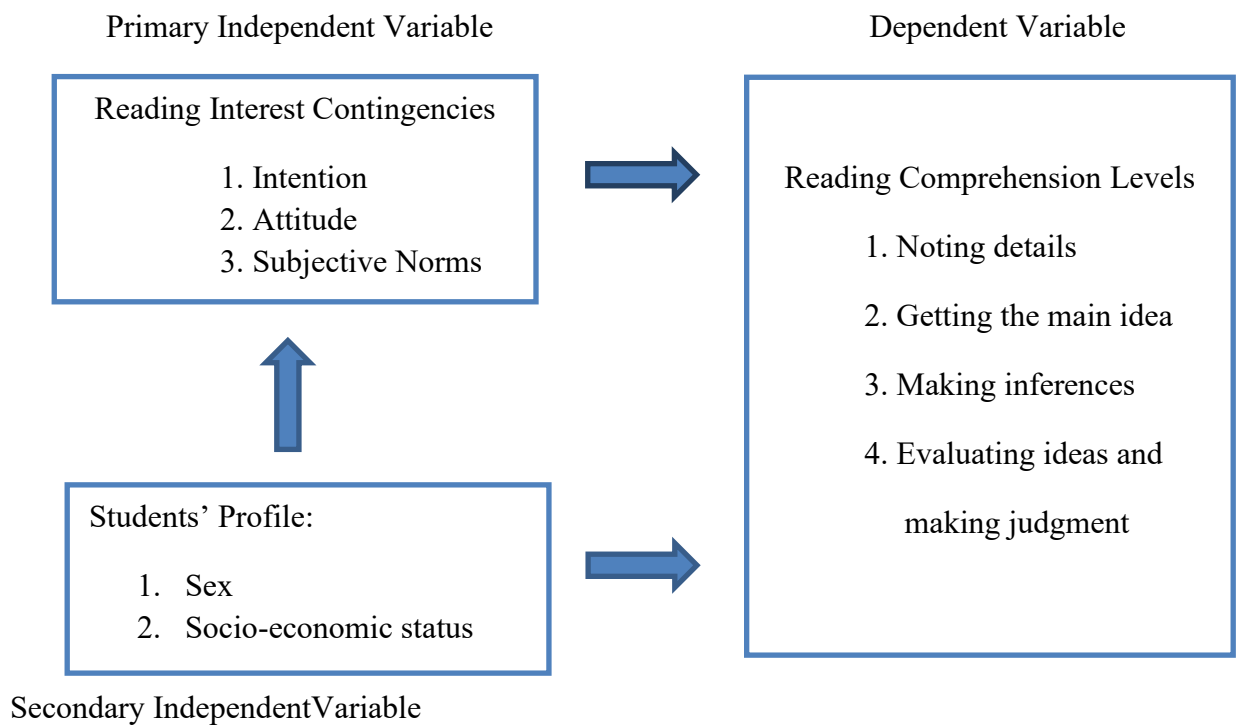 Primary Independent Variable
Dependent Variable
Reading Interest Contingencies
1. Intention
2. Attitude
3. Subjective Norms
Reading Comprehension Levels
1. Noting details
2. Getting the main idea
3. Making inferences
4. Evaluating ideas and
making judgment
Students’ Profile:
1. Sex
2. Socio-economic status
Secondary IndependentVariable